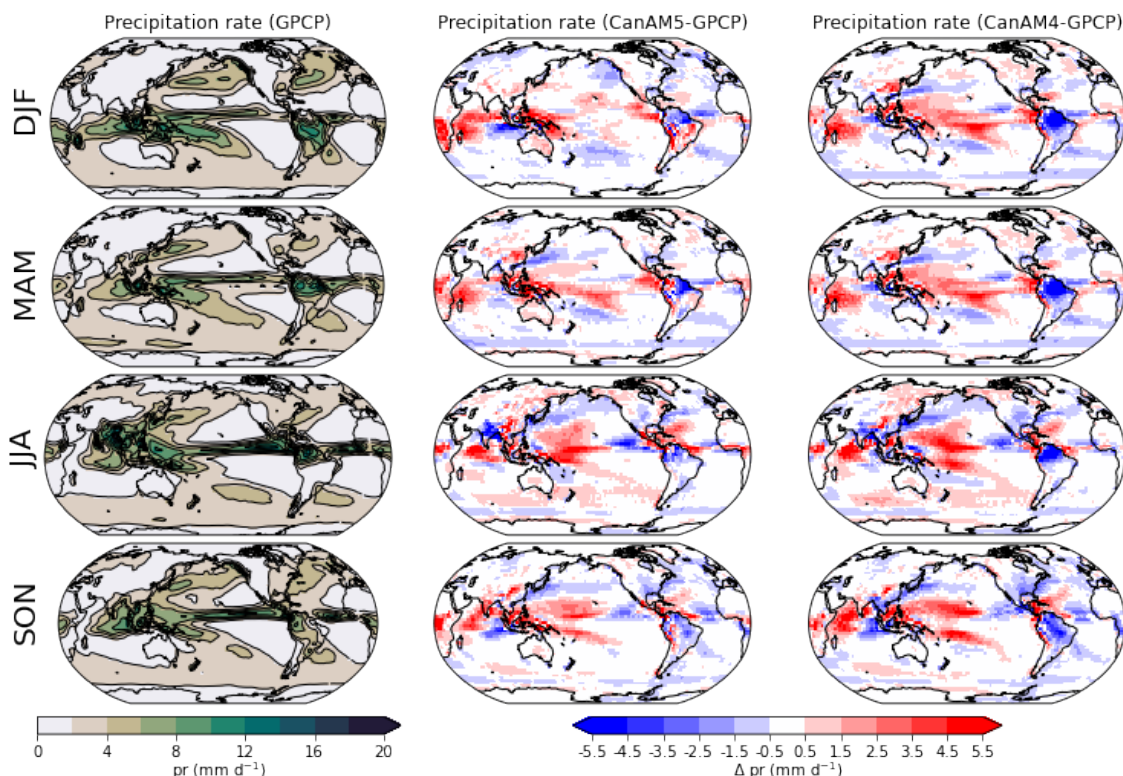 Precipitation rate (GPCP) Precipitation rate (CanAM5-GPCP) Precipitation rate (CanAM4-GPCP)
DJF
MAM
JJA
SON
0 4 8 12 16 20
pr (mm d⁻¹)
-5.5 -4.5 -3.5 -2.5 -1.5 -0.5 0.5 1.5 2.5 3.5 4.5 5.5
Δ pr (mm d⁻¹)